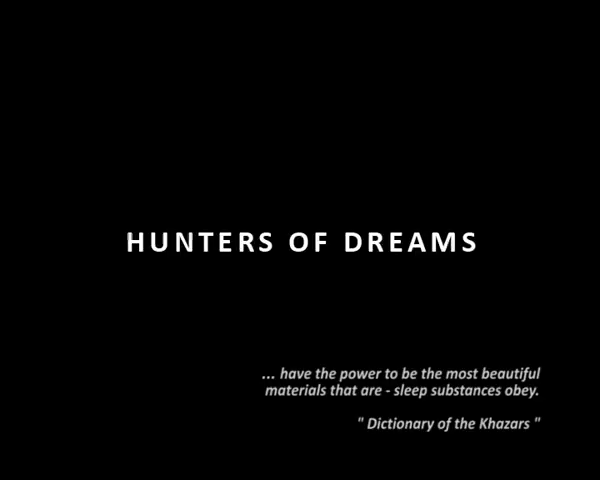 HUNTERS OF DREAMS
... have the power to be the most beautiful
materials that are - sleep substances obey.
" Dictionary of the Khazars "